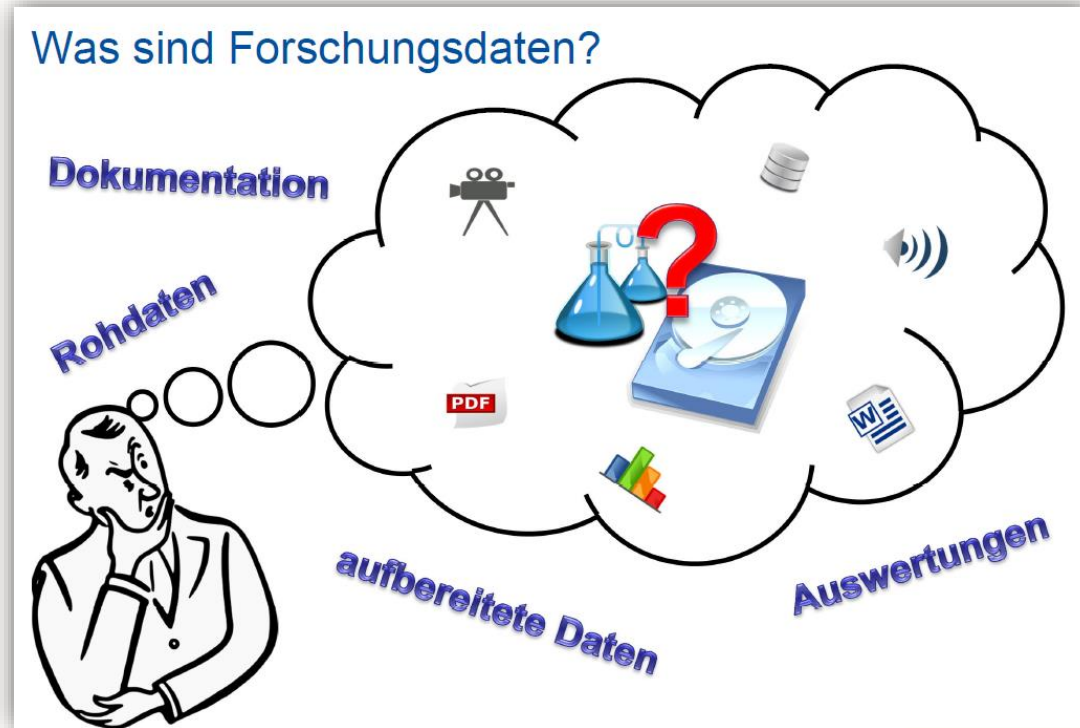 Was sind Forschungsdaten?
Dokumentation
Rohdaten
PDF
W
aufbereitete Daten
Auswertungen